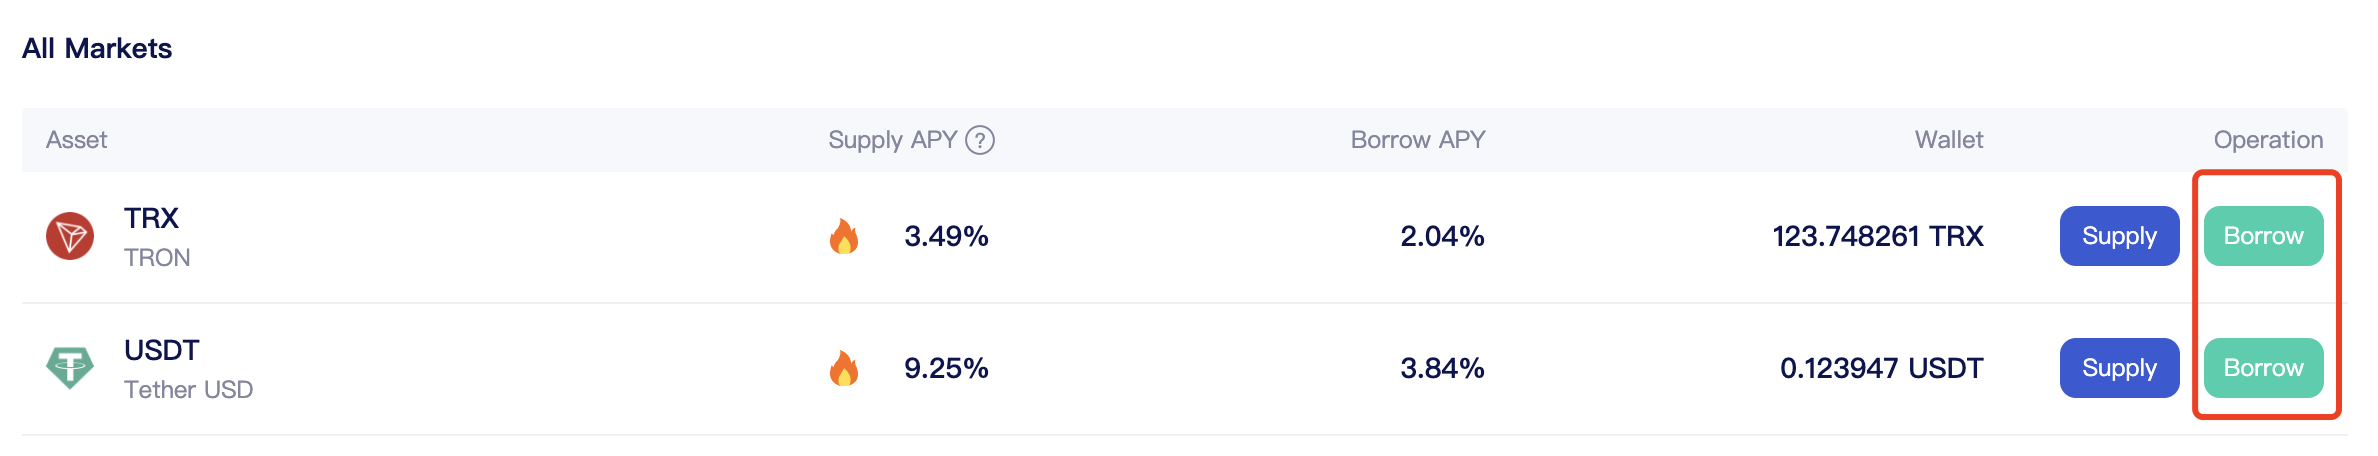 All Markets
Asset Supply APY ? Borrow APY Wallet Operation
TRX
TRON
3.49% 2.04% 123.748261 TRX Supply Borrow
USDT
Tether USD
9.25% 3.84% 0.123947 USDT Supply Borrow